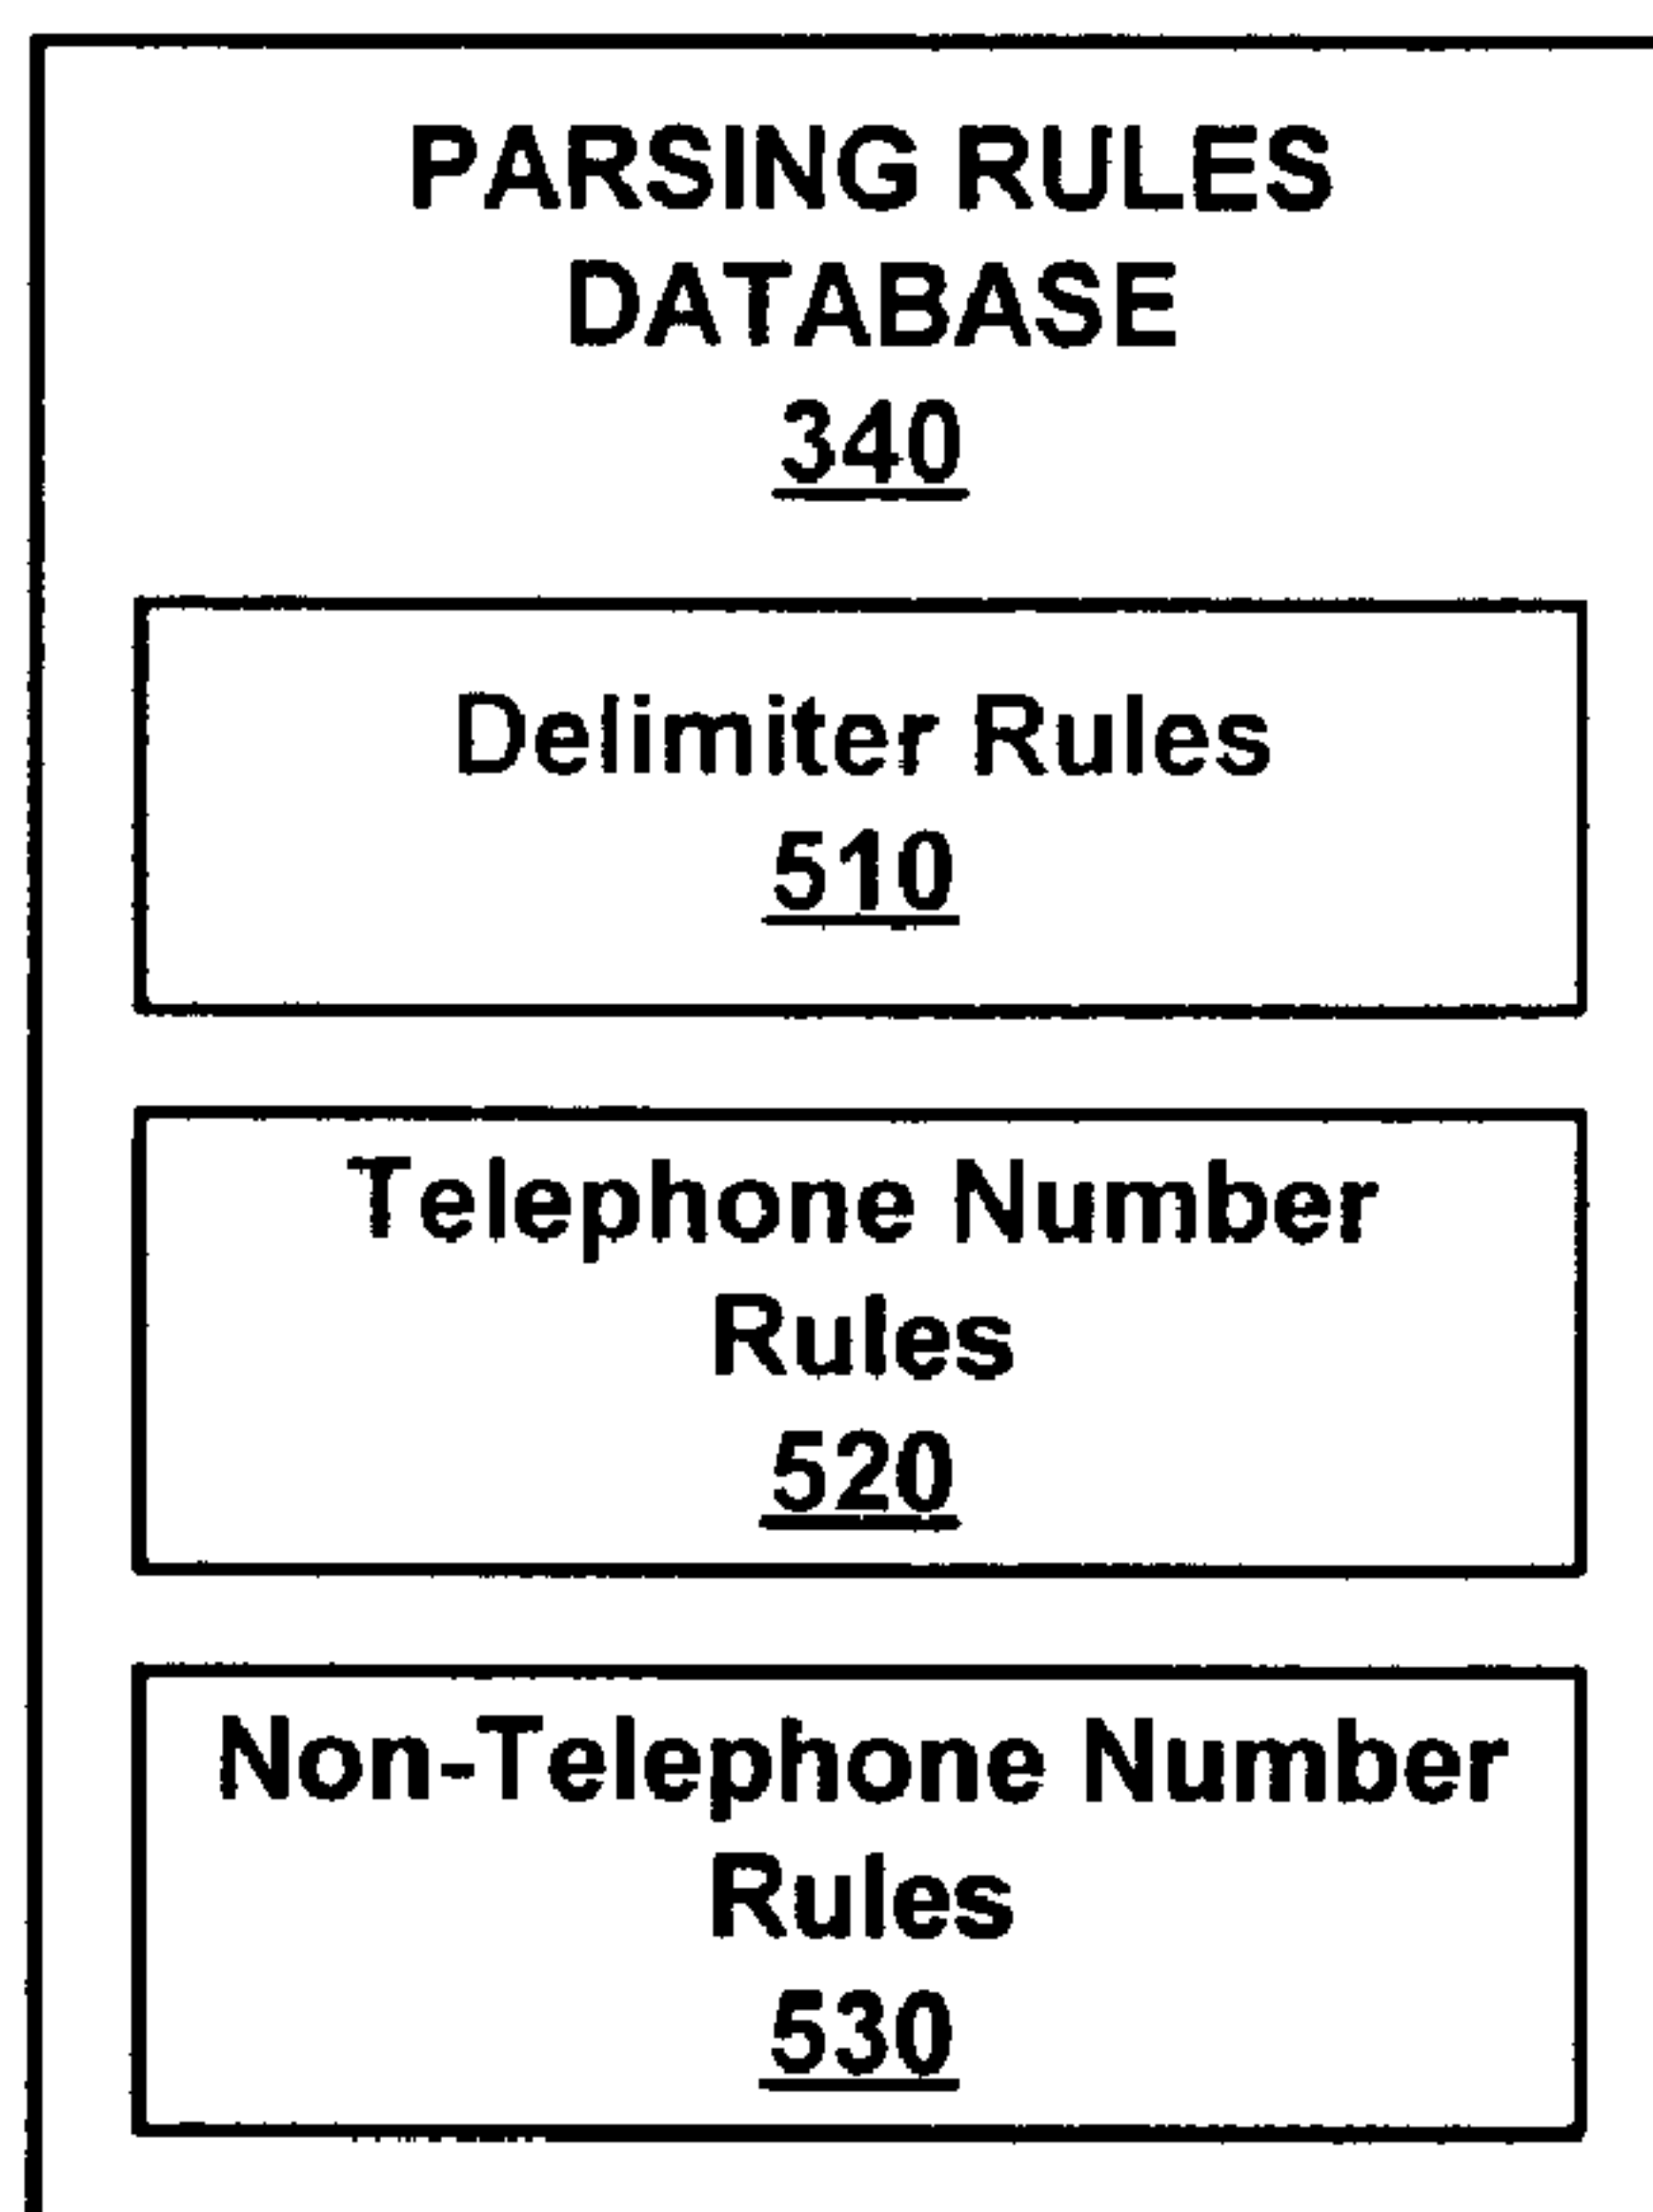 PARSING RULES
DATABASE
340
Delimiter Rules
510
Telephone Number
Rules
520
Non-Telephone Number
Rules
530